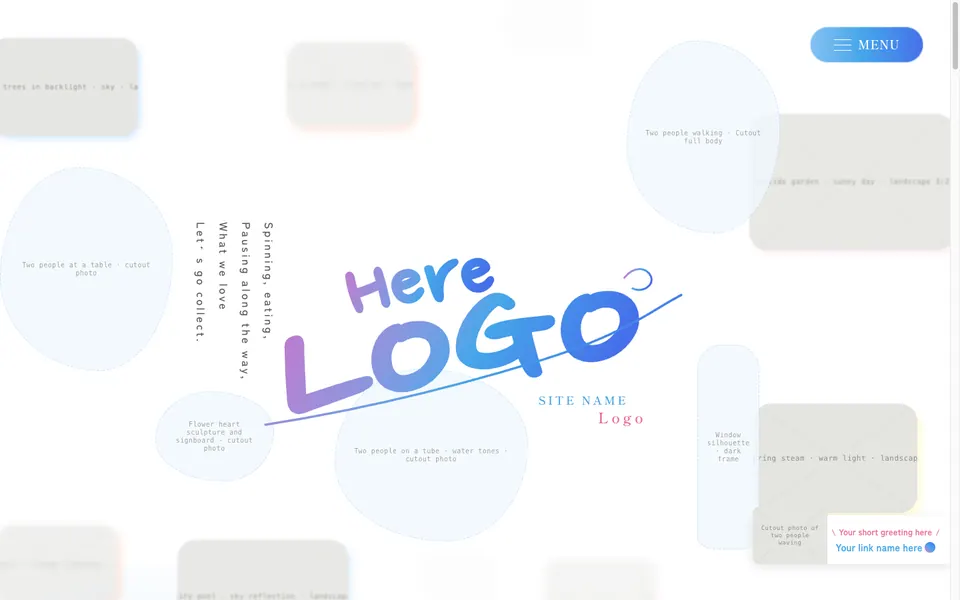 MENU
trees in backlight · sky · la
Two people walking · Cutout
full body
garden · sunny day · landscape 3:2
Two people at a table · cutout
photo
Spinning, eating,
Pausing along the way,
What we love
Let's go collect.
Here
LOGO
SITE NAME
Logo
Flower heart
sculpture and
signboard · cutout
photo
Two people on a tube · water tones ·
cutout photo
Window
silhouette
· dark
frame
ring steam · warm light · landscap
Cutout photo of
two people
waving
\ Your short greeting here /
Your link name here
sky reflection · landscape